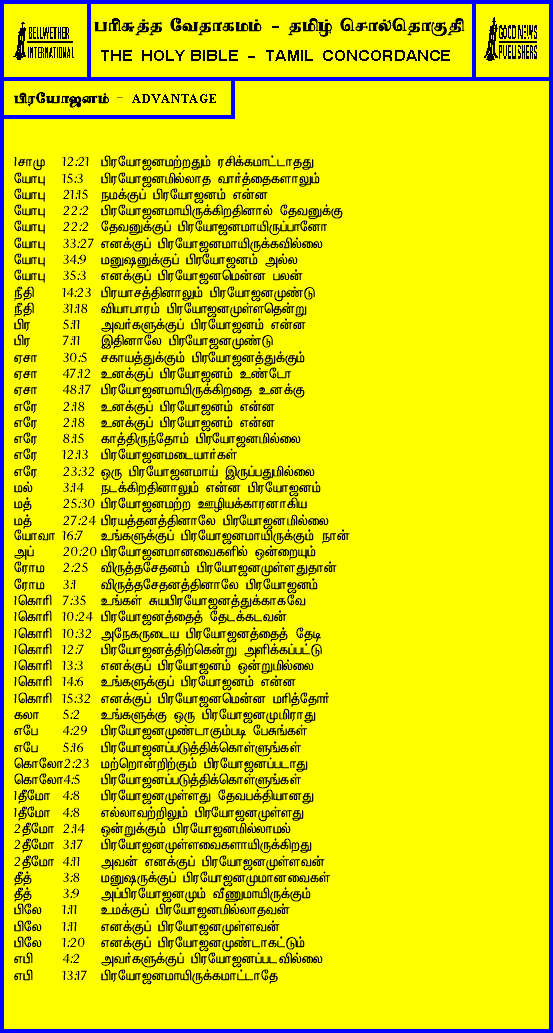 BELLWETHER
INTERNATIONAL
பரிசுத்த வேதாகமம் - தமிழ் சொல்தொகுதி
THE HOLY BIBLE - TAMIL CONCORDANCE
GOOD NEWS
PUBLISHERS
பிரயோஜனம் - ADVANTAGE
1சாமு 12:21 பிரயோஜனமற்றதும் ரசிக்கமாட்டாதது
யோபு 15:3 பிரயோஜனமில்லாத வார்த்தைகளாலும்
யோபு 21:15 நமக்குப் பிரயோஜனம் என்ன
யோபு 22:2 பிரயோஜனமாயிருக்கிறதினால் தேவனுக்கு
யோபு 22:2 தேவனுக்குப் பிரயோஜனமாயிருப்பானோ
யோபு 33:27 எனக்குப் பிரயோஜனமாயிருக்கவில்லை
யோபு 34:9 மனுஷனுக்குப் பிரயோஜனம் அல்ல
யோபு 35:3 எனக்குப் பிரயோஜனமென்ன பலன்
நீதி 14:23 பிரயாசத்தினாலும் பிரயோஜனமுண்டு
நீதி 31:18 வியாபாரம் பிரயோஜனமுள்ளதென்று
பிர 5:11 அவர்களுக்குப் பிரயோஜனம் என்ன
பிர 7:11 இதினாலே பிரயோஜனமுண்டு
ஏசா 30:5 சகாயத்துக்கும் பிரயோஜனத்துக்கும்
ஏசா 47:12 உனக்குப் பிரயோஜனம் உண்டோ
ஏசா 48:17 பிரயோஜனமாயிருக்கிறதை உனக்கு
எரே 2:18 உனக்குப் பிரயோஜனம் என்ன
எரே 2:18 உனக்குப் பிரயோஜனம் என்ன
எரே 8:15 காத்திருந்தோம் பிரயோஜனமில்லை
எரே 12:13 பிரயோஜனமடையார்கள்
எரே 23:32 ஒரு பிரயோஜனமாய் இருப்பதுமில்லை
மல் 3:14 நடக்கிறதினாலும் என்ன பிரயோஜனம்
மத் 25:30 பிரயோஜனமற்ற ஊழியக்காரனாகிய
மத் 27:24 பிரயத்தனத்தினாலே பிரயோஜனமில்லை
யோவா 16:7 உங்களுக்குப் பிரயோஜனமாயிருக்கும் நான்
அப் 20:20 பிரயோஜனமானவைகளில் ஒன்றையும்
ரோம 2:25 விருத்தசேதனம் பிரயோஜனமுள்ளதுதான்
ரோம 3:1 விருத்தசேதனத்தினாலே பிரயோஜனம்
1கொரி 7:35 உங்கள் சுயபிரயோஜனத்துக்காகவே
1கொரி 10:24 பிரயோஜனத்தைத் தேடக்கடவன்
1கொரி 10:32 அநேகருடைய பிரயோஜனத்தைத் தேடி
1கொரி 12:7 பிரயோஜனத்திற்கென்று அளிக்கப்பட்டு
1கொரி 13:3 எனக்குப் பிரயோஜனம் ஒன்றுமில்லை
1கொரி 14:6 உங்களுக்குப் பிரயோஜனம் என்ன
1கொரி 15:32 எனக்குப் பிரயோஜனமென்ன மரித்தோர்
கலா 5:2 உங்களுக்கு ஒரு பிரயோஜனமுமிராது
எபே 4:29 பிரயோஜனமுண்டாகும்படி பேசுங்கள்
எபே 5:16 பிரயோஜனப்படுத்திக்கொள்ளுங்கள்
கொலோ 2:23 மற்றொன்றிற்கும் பிரயோஜனப்படாது
கொலோ 4:5 பிரயோஜனப்படுத்திக்கொள்ளுங்கள்
1தீமோ 4:8 பிரயோஜனமுள்ளது தேவபக்தியானது
1தீமோ 4:8 எல்லாவற்றிலும் பிரயோஜனமுள்ளது
2தீமோ 2:14 ஒன்றுக்கும் பிரயோஜனமில்லாமல்
2தீமோ 3:17 பிரயோஜனமுள்ளவைகளாயிருக்கிறது
2தீமோ 4:11 அவன் எனக்குப் பிரயோஜனமுள்ளவன்
தீத் 3:8 மனுஷருக்குப் பிரயோஜனமுமானவைகள்
தீத் 3:9 அப்பிரயோஜனமும் வீணுமாயிருக்கும்
பிலே 1:11 உமக்குப் பிரயோஜனமில்லாதவன்
பிலே 1:11 எனக்குப் பிரயோஜனமுள்ளவன்
பிலே 1:20 எனக்குப் பிரயோஜனமுண்டாகட்டும்
எபி 4:2 அவர்களுக்குப் பிரயோஜனப்படவில்லை
எபி 13:17 பிரயோஜனமாயிருக்கமாட்டாதே